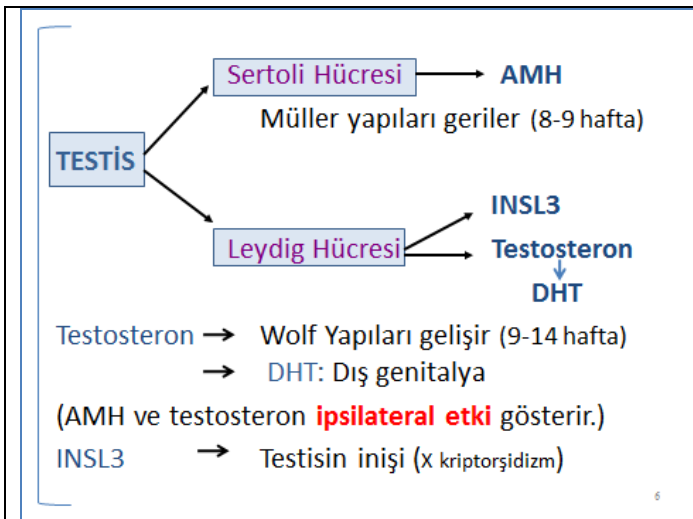 Sertoli Hücresi → AMH
Müller yapıları geriler (8-9 hafta)
TESTİS
INSL3
Leydig Hücresi
Testosteron
DHT
Testosteron → Wolf Yapıları gelişir (9-14 hafta)
→ DHT: Dış genitalya
(AMH ve testosteron ipsilateral etki gösterir.)
INSL3 → Testisin inişi (X kriptorşidizm)
6